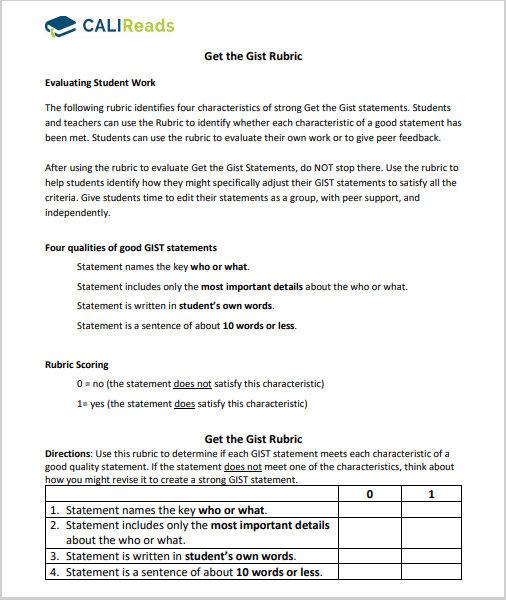 CALIReads
Get the Gist Rubric
Evaluating Student Work
The following rubric identifies four characteristics of strong Get the Gist statements. Students
and teachers can use the Rubric to identify whether each characteristic of a good statement has
been met. Students can use the rubric to evaluate their own work or to give peer feedback.
After using the rubric to evaluate Get the Gist Statements, do NOT stop there. Use the rubric to
help students identify how they might specifically adjust their GIST statements to satisfy all the
criteria. Give students time to edit their statements as a group, with peer support, and
independently.
Four qualities of good GIST statements
Statement names the key who or what.
Statement includes only the most important details about the who or what.
Statement is written in student's own words.
Statement is a sentence of about 10 words or less.
Rubric Scoring
0 = no (the statement does not satisfy this characteristic)
1= yes (the statement does satisfy this characteristic)
Get the Gist Rubric
Directions: Use this rubric to determine if each GIST statement meets each characteristic of a
good quality statement. If the statement does not meet one of the characteristics, think about
how you might revise it to create a strong GIST statement.
0 1
1. Statement names the key who or what.
2. Statement includes only the most important details
about the who or what.
3. Statement is written in student's own words.
4. Statement is a sentence of about 10 words or less.